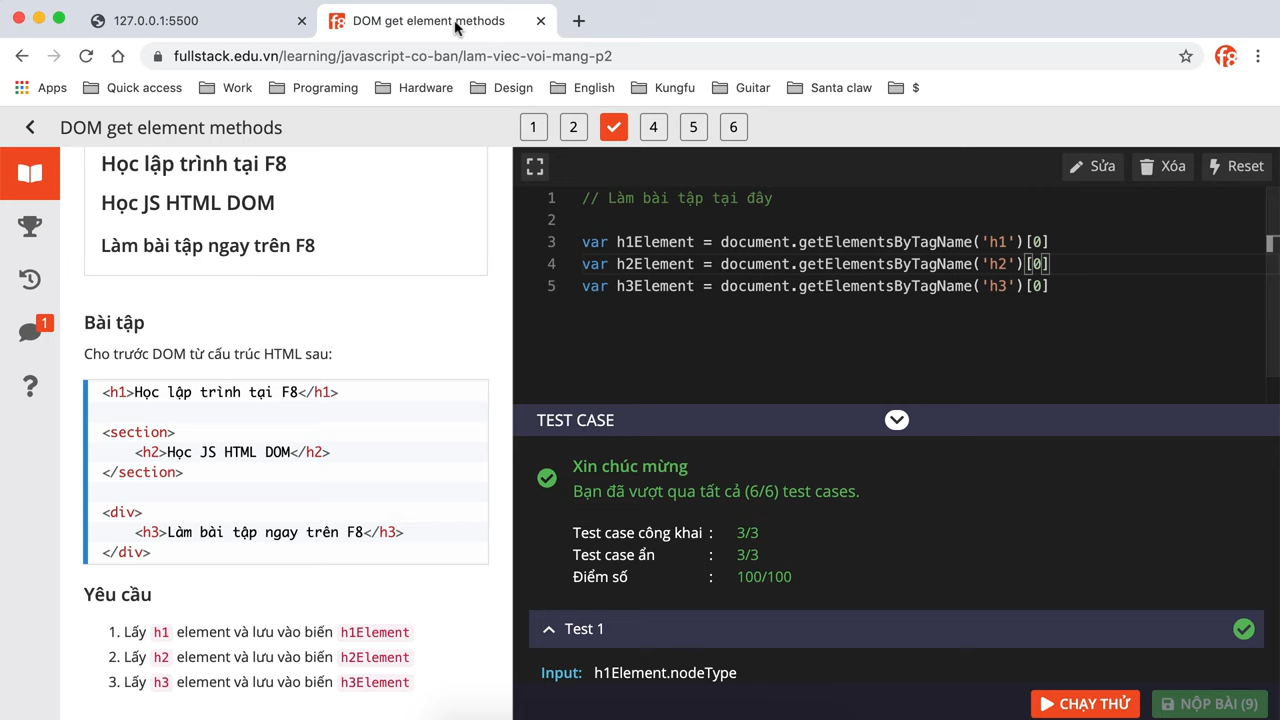 127.0.0.1:5500
DOM get element methods
fullstack.edu.vn/learning/javascript-co-ban/lam-viec-voi-mang-p2
Apps Quick access Work Programing Hardware Design English Kungfu Guitar Santa claw $
DOM get element methods
1 2 4 5 6
Học lập trình tại F8
Học JS HTML DOM
Làm bài tập ngay trên F8
1
Bài tập
Cho trước DOM từ cấu trúc HTML sau:
<h1>Học lập trình tại F8</h1>
<section>
<h2>Học JS HTML DOM</h2>
</section>
<div>
<h3>Làm bài tập ngay trên F8</h3>
</div>
Yêu cầu
1. Lấy h1 element và lưu vào biến h1Element
2. Lấy h2 element và lưu vào biến h2Element
3. Lấy h3 element và lưu vào biến h3Element
Sửa Xóa Reset
1 // Làm bài tập tại đây
2
3 var h1Element = document.getElementsByTagName('h1')[0]
4 var h2Element = document.getElementsByTagName('h2')[0]
5 var h3Element = document.getElementsByTagName('h3')[0]
TEST CASE
Xin chúc mừng
Bạn đã vượt qua tất cả (6/6) test cases.
Test case công khai : 3/3
Test case ẩn : 3/3
Điểm số : 100/100
Test 1
Input: h1Element.nodeType
CHẠY THỬ NỘP BÀI (9)